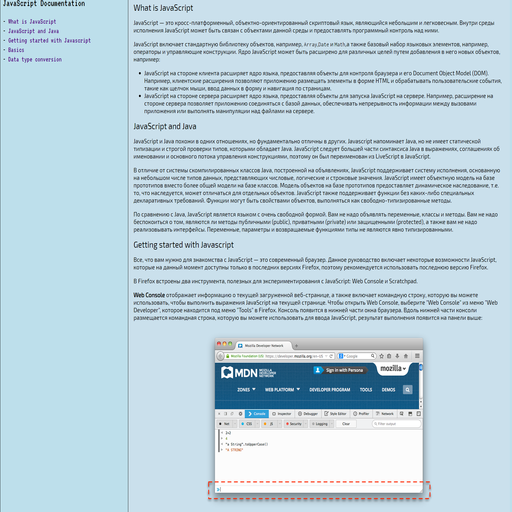 JavaScript Documentation
- What is JavaScript
- JavaScript and Java
- Getting started with Javascript
- Basics
- Data type conversion
What is JavaScript
JavaScript — это кросс-платформенный, объектно-ориентированный скриптовый язык, являющийся небольшим и легковесным. Внутри среды
исполнения JavaScript может быть связан с объектами данной среды и предоставлять программный контроль над ними.
JavaScript включает стандартную библиотеку объектов, например, Array, Date и Math, а также базовый набор языковых элементов, например,
операторы и управляющие конструкции. Ядро JavaScript может быть расширено для различных целей путём добавления в него новых объектов,
например:
• JavaScript на стороне клиента расширяет ядро языка, предоставляя объекты для контроля браузера и его Document Object Model (DOM).
Например, клиентские расширения позволяют приложению размещать элементы в форме HTML и обрабатывать пользовательские события,
такие как щелчок мыши, ввод данных в форму и навигация по страницам.
• JavaScript на стороне сервера расширяет ядро языка, предоставляя объекты для запуска JavaScript на сервере. Например, расширение на
стороне сервера позволяет приложению соединяться с базой данных, обеспечивать непрерывность информации между вызовами
приложения или выполнять манипуляции над файлами на сервере.
JavaScript and Java
JavaScript и Java похожи в одних отношениях, но фундаментально отличны в других. JavaScript напоминает Java, но не имеет статической
типизации и строгой проверки типов, которыми обладает Java. JavaScript следует большей части синтаксиса Java в выражениях, соглашения об
именовании и основного потока управления конструкциями, поэтому он был переименован из LiveScript в JavaScript.
В отличие от системы скомпилированных классов Java, построенной на объявлениях, JavaScript поддерживает систему исполнения, основанную
на небольшом числе типов данных, представляющих числовые, логические и строковые значения. JavaScript имеет объектную модель на базе
прототипов вместо более общей модели на базе классов. Модель объектов на базе прототипов предоставляет динамическое наследование, т.е.
то, что наследуется, может отличаться для отдельных объектов. JavaScript также поддерживает функции без каких-либо специальных
декларативных требований. Функции могут быть свойствами объектов, выполняться как свободно-типизированные методы.
По сравнению с Java, JavaScript является языком с очень свободной формой. Вам не надо объявлять переменные, классы и методы. Вам не надо
беспокоиться о том, являются ли методы публичными (public), приватными (private) или защищёнными (protected), а также вам не надо
реализовывать интерфейсы. Переменные, параметры и возвращаемые функциями типы не являются явно типизированными.
Getting started with Javascript
Все, что вам нужно для знакомства с JavaScript — это современный браузер. Данное руководство включает некоторые возможности JavaScript,
которые на данный момент доступны только в последних версиях Firefox, поэтому рекомендуется использовать последнюю версию Firefox.
В Firefox встроены два инструмента, полезных для экспериментирования с JavaScript: Web Console и Scratchpad.
Web Console отображает информацию о текущей загруженной веб-странице, а также включает командную строку, которую вы можете
использовать, чтобы выполнить выражения JavaScript на текущей странице. Чтобы открыть Web Console, выберите "Web Console" из меню "Web
Developer", которое находится под меню "Tools" в Firefox. Консоль появится в нижней части окна браузера. Вдоль нижней части консоли
размещается командная строка, которую вы можете использовать для ввода JavaScript, результат выполнения появится на панели выше:
Mozilla Developer Network
Mozilla Foundation (US) https://developer.mozilla.org/en-US Google
MDN MOZILLA DEVELOPER NETWORK Sign in with Persona mozilla
ZONES WEB PLATFORM DEVELOPER PROGRAM TOOLS DEMOS
Console Inspector Debugger Style Editor Profiler Network
Net CSS JS Security Logging Clear Filter output
2+2
4
"a String".toUpperCase()
"A STRING"